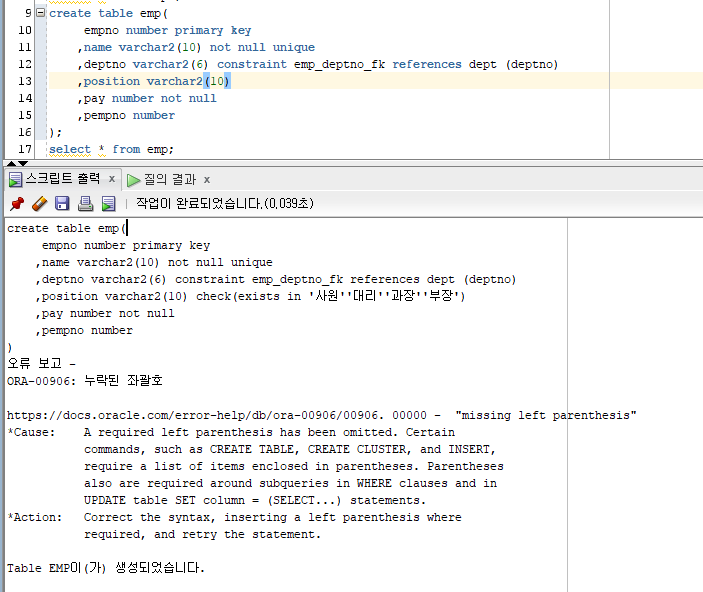 9 create table emp(
10 empno number primary key
11 ,name varchar2(10) not null unique
12 ,deptno varchar2(6) constraint emp_deptno_fk references dept (deptno)
13 ,position varchar2(10)
14 ,pay number not null
15 ,pempno number
16 );
17 select * from emp;
스크립트 출력 x 질의 결과 x
작업이 완료되었습니다.(0,039초)
create table emp(
empno number primary key
,name varchar2(10) not null unique
,deptno varchar2(6) constraint emp_deptno_fk references dept (deptno)
,position varchar2(10) check(exists in '사원''대리''과장''부장')
,pay number not null
,pempno number
)
오류 보고 -
ORA-00906: 누락된 좌괄호
https://docs.oracle.com/error-help/db/ora-00906/00906. 00000 - "missing left parenthesis"
*Cause: A required left parenthesis has been omitted. Certain
commands, such as CREATE TABLE, CREATE CLUSTER, and INSERT,
require a list of items enclosed in parentheses. Parentheses
also are required around subqueries in WHERE clauses and in
UPDATE table SET column = (SELECT...) statements.
*Action: Correct the syntax, inserting a left parenthesis where
required, and retry the statement.
Table EMP이(가) 생성되었습니다.